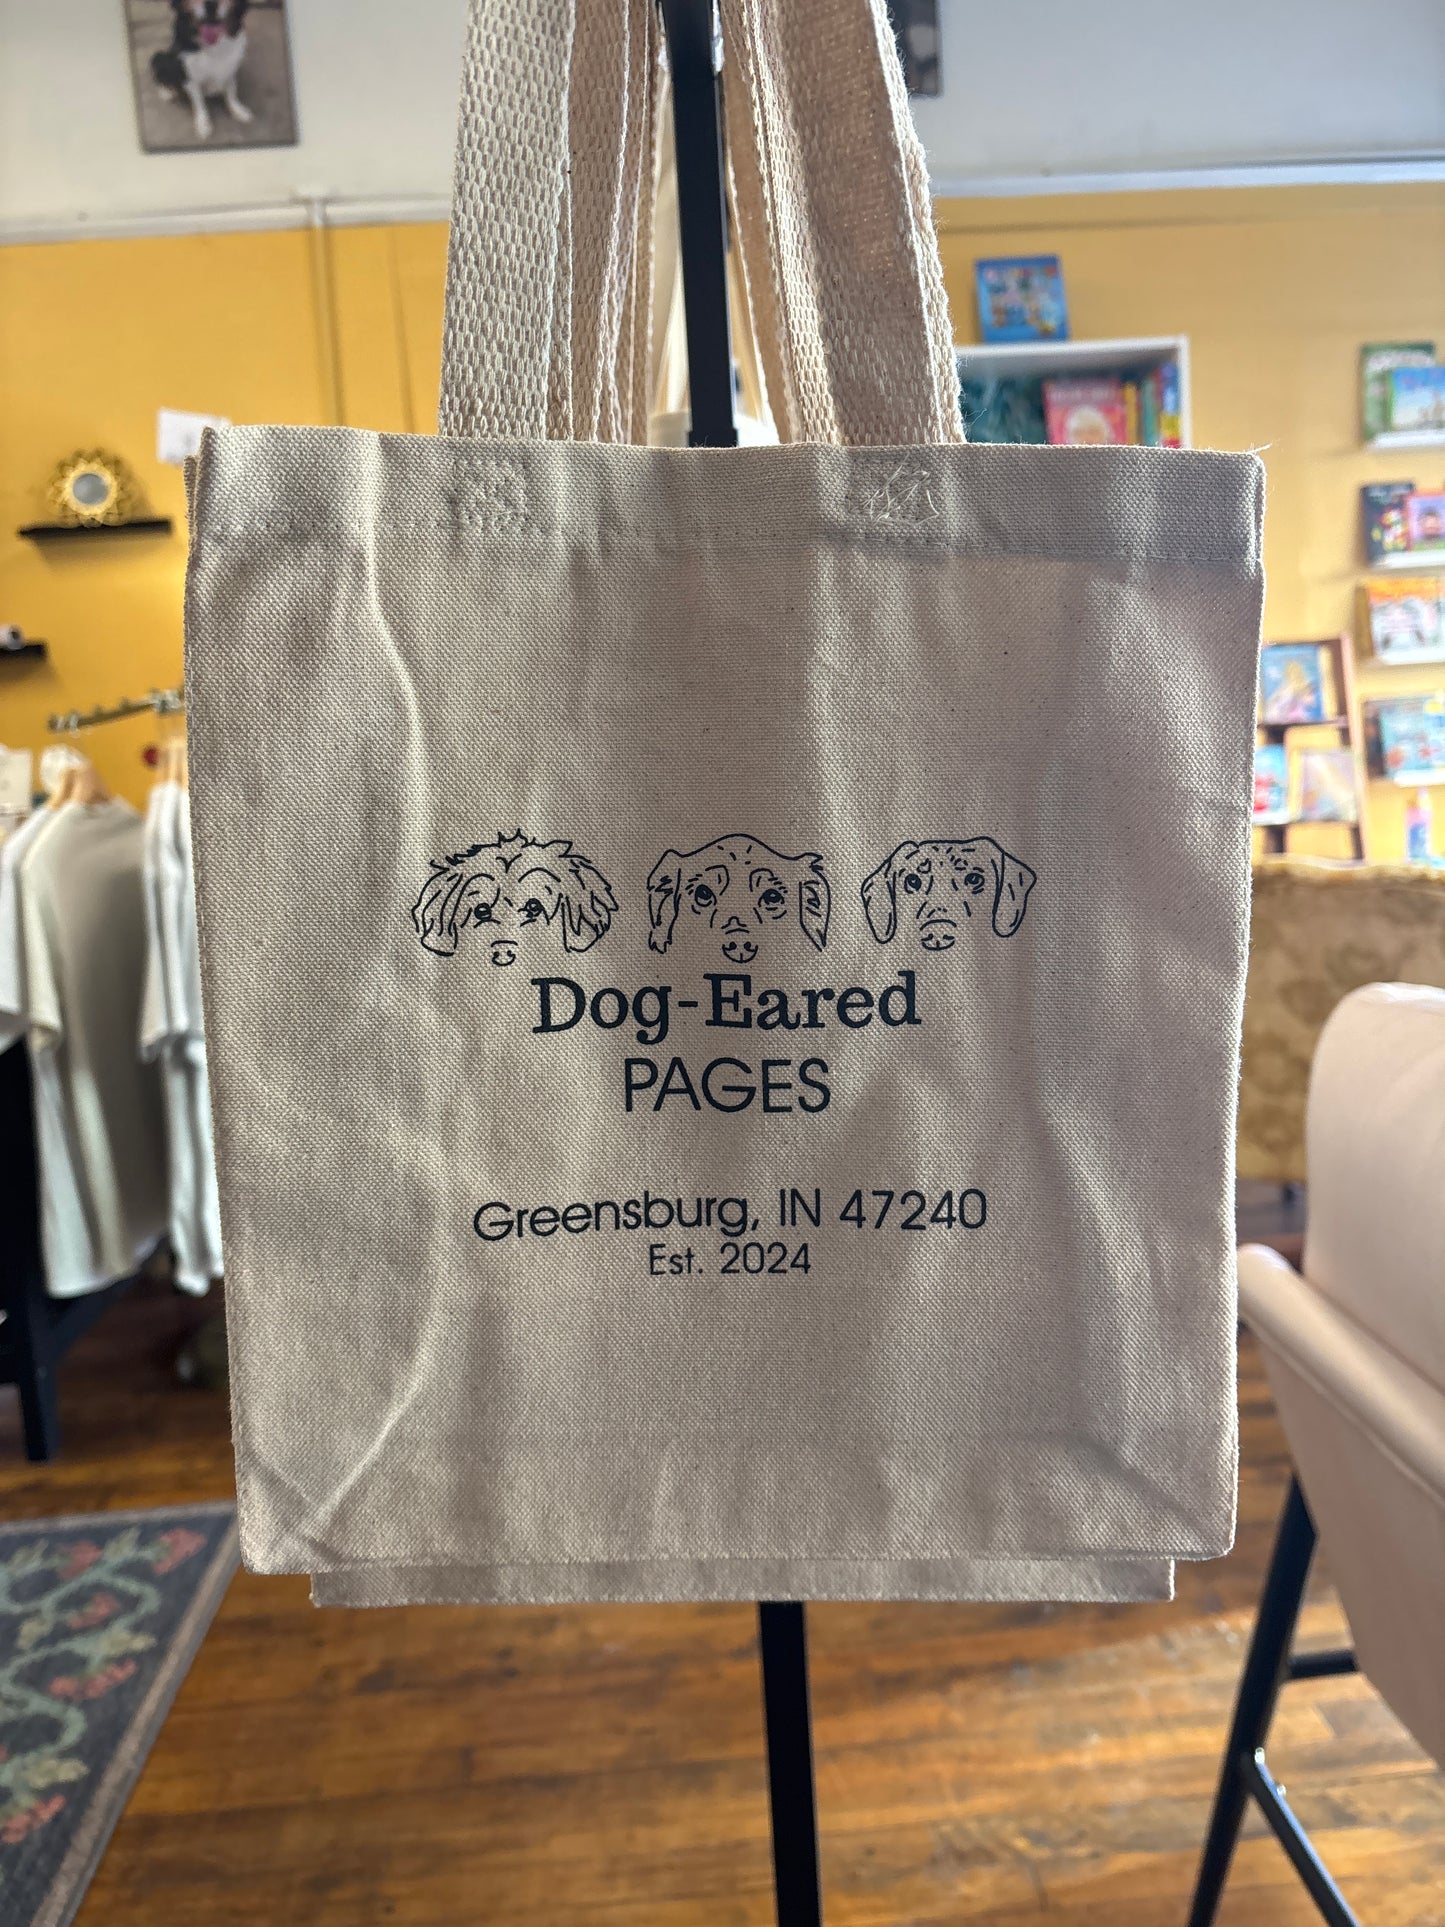 Dog-Eared
PAGES
Greensburg, IN 47240
Est. 2024